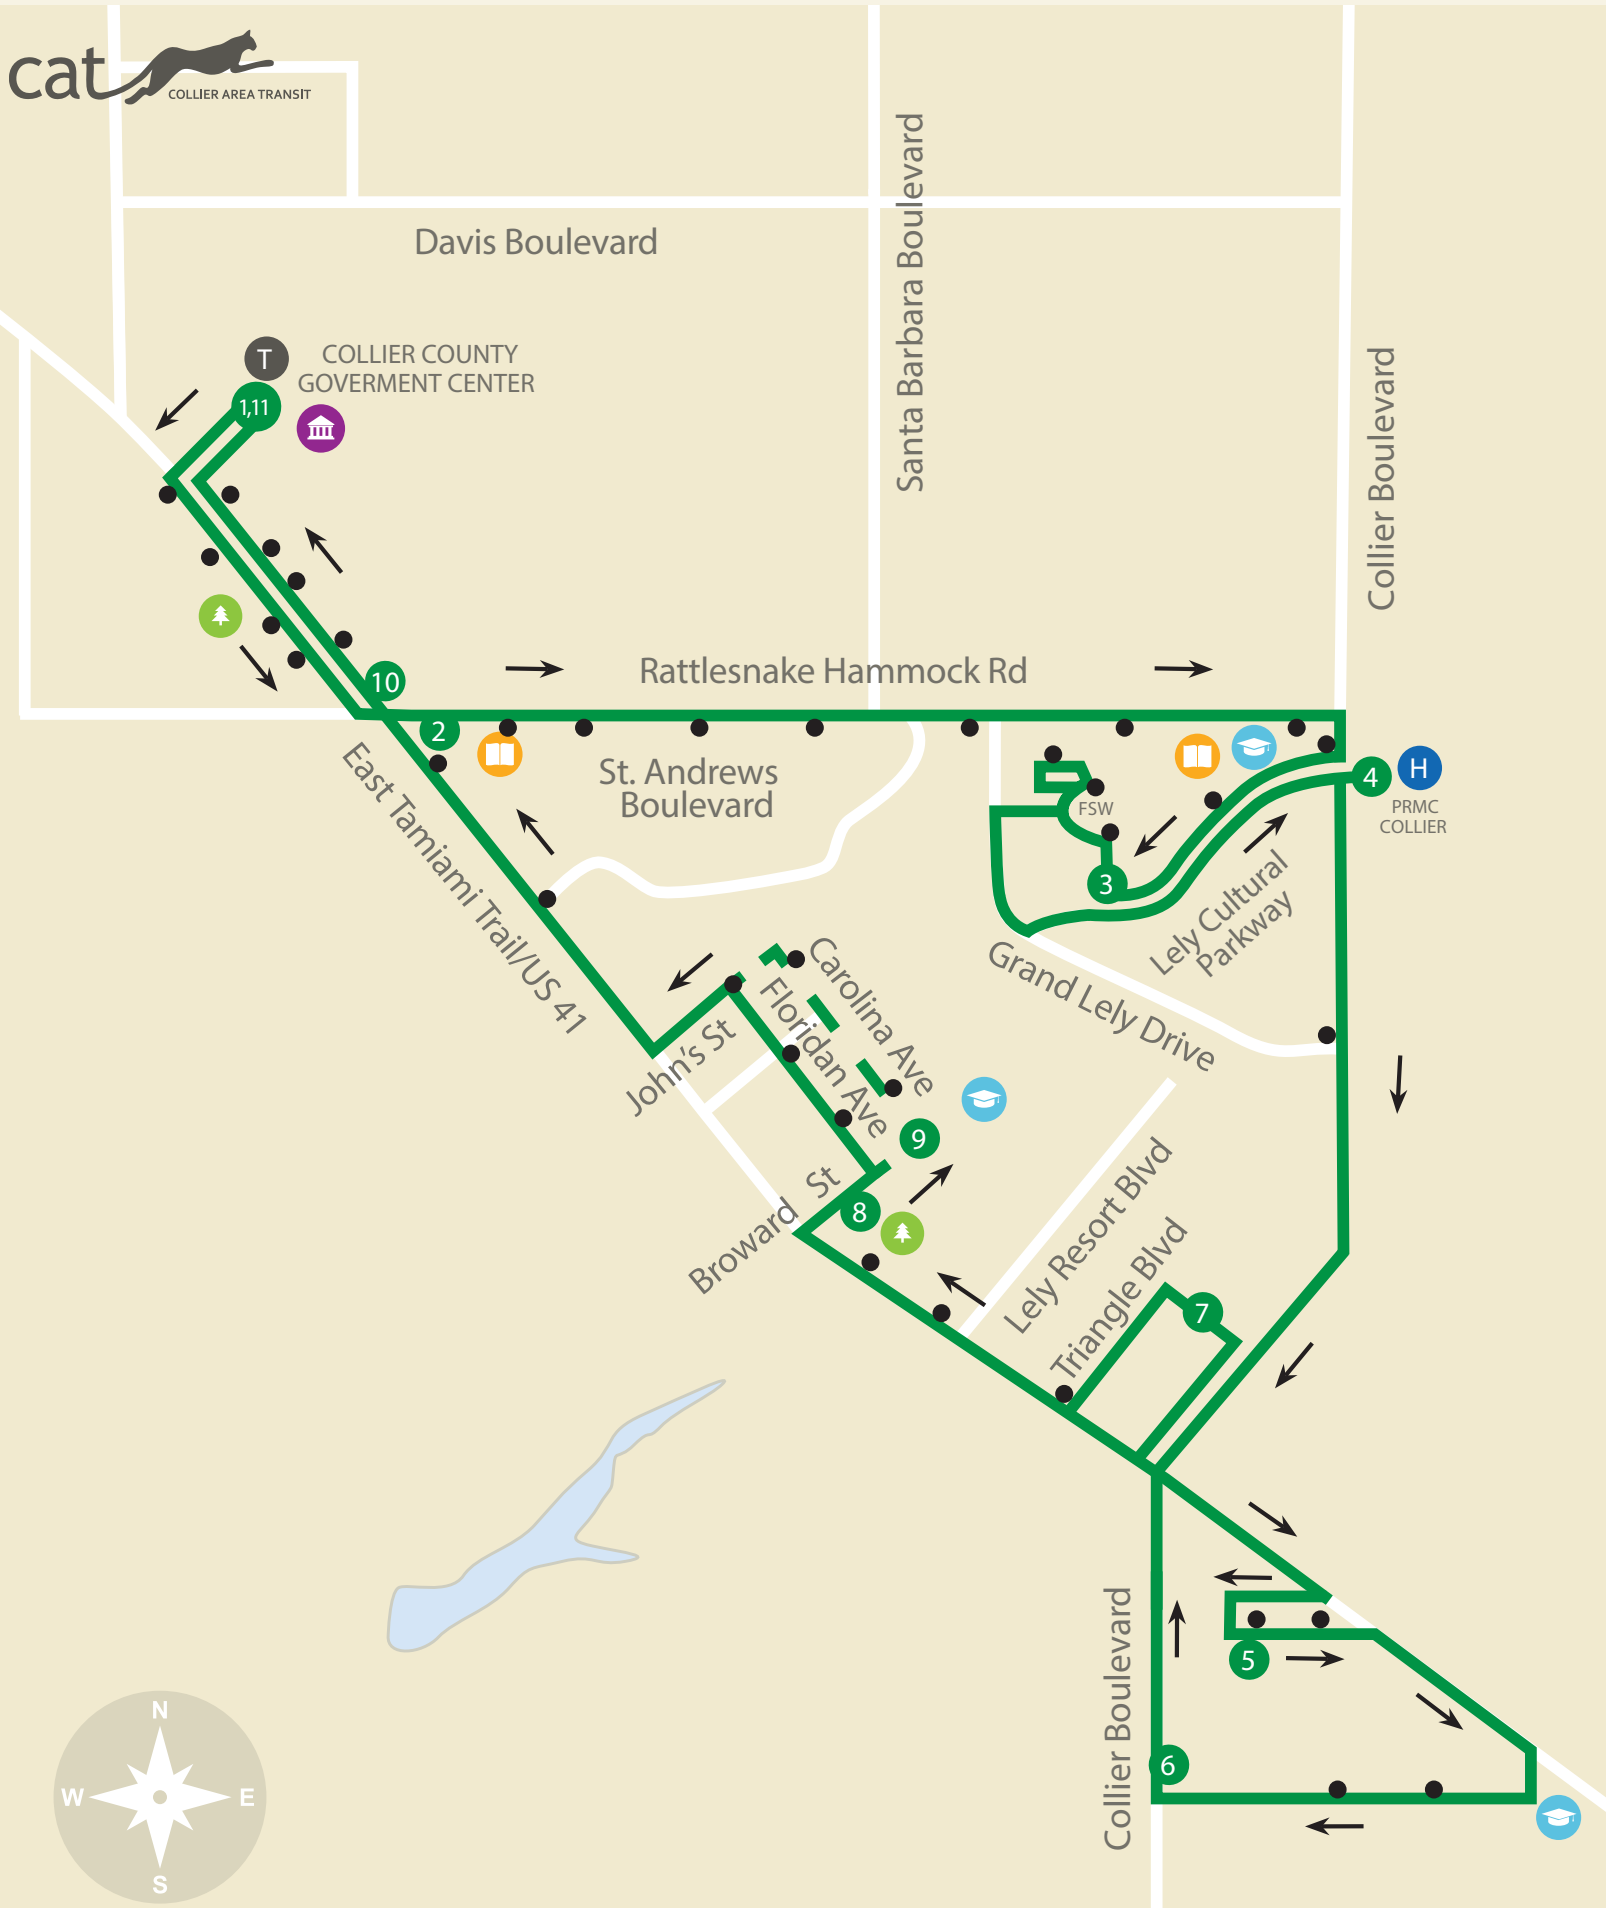 cat
COLLIER AREA TRANSIT
Santa Barbara Boulevard
Davis Boulevard
T
COLLIER COUNTY
GOVERMENT CENTER
1,11
Collier Boulevard
Rattlesnake Hammock Rd
10
2
St. Andrews
Boulevard
East Tamiami Trail/US 41
FSW
4
H
PRMC
COLLIER
3
Lely Cultural
Parkway
Grand Lely Drive
Carolina Ave
Floridan Ave
John's St
9
Broward St
8
Lely Resort Blvd
Triangle Blvd
7
Collier Boulevard
5
6
N
W
E
S